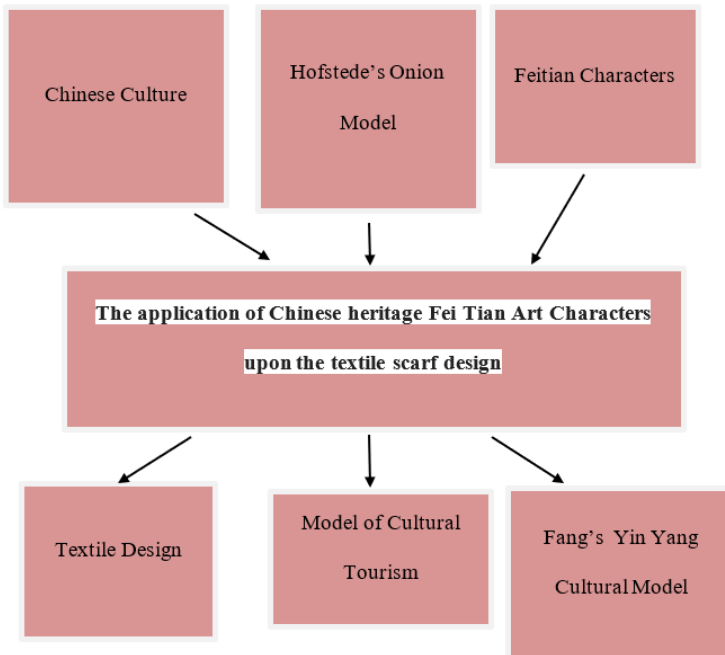 Chinese Culture
Hofstede's Onion
Model
Feitian Characters
The application of Chinese heritage Fei Tian Art Characters
upon the textile scarf design
Textile Design
Model of Cultural
Tourism
Fang's Yin Yang
Cultural Model